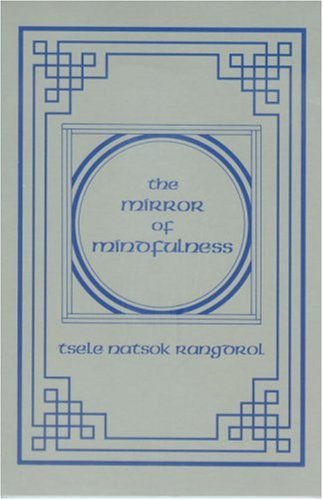 the
mirror
of
mindfulness
tsele natsok rangdrol